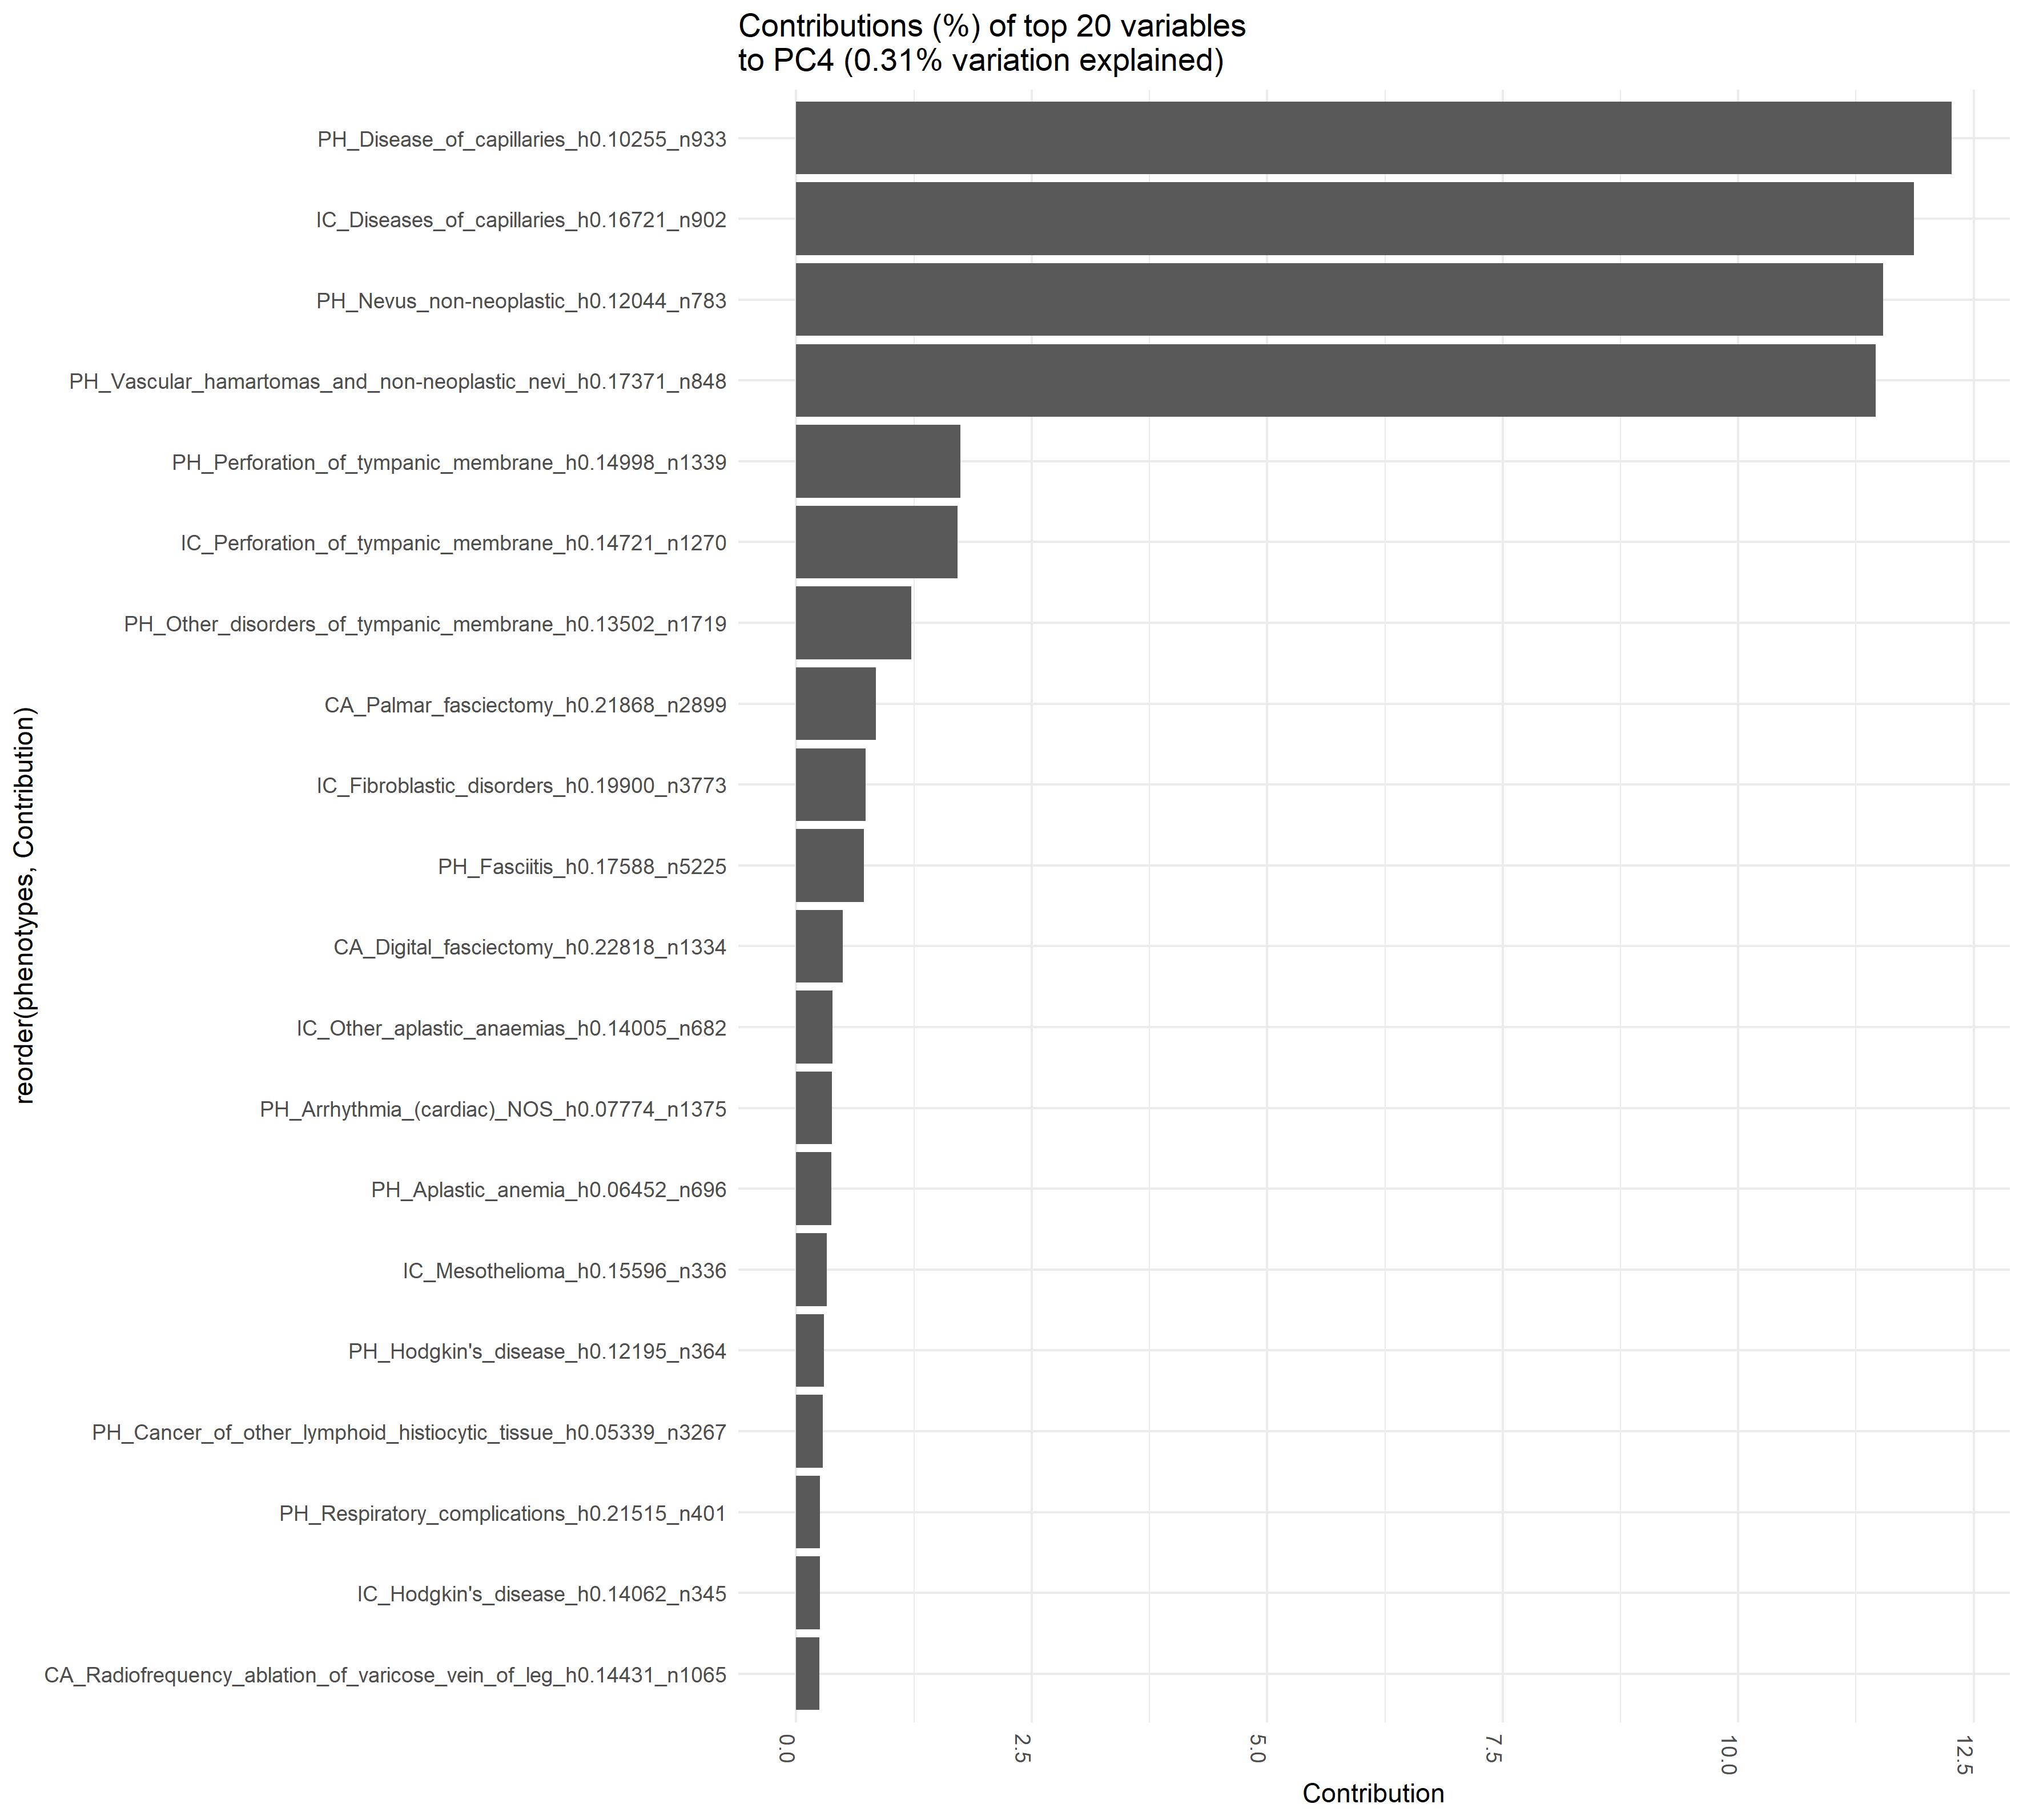 Contributions (%) of top 20 variables
to PC4 (0.31% variation explained)
PH_Disease_of_capillaries_h0.10255_n933
IC_Diseases_of_capillaries_h0.16721_n902
PH_Nevus_non-neoplastic_h0.12044_n783
PH_Vascular_hamartomas_and_non-neoplastic_nevi_h0.17371_n848
PH_Perforation_of_tympanic_membrane_h0.14998_n1339
IC_Perforation_of_tympanic_membrane_h0.14721_n1270
PH_Other_disorders_of_tympanic_membrane_h0.13502_n1719
CA_Palmar_fasciectomy_h0.21868_n2899
IC_Fibroblastic_disorders_h0.19900_n3773
PH_Fasciitis_h0.17588_n5225
CA_Digital_fasciectomy_h0.22818_n1334
IC_Other_aplastic_anaemias_h0.14005_n682
PH_Arrhythmia_(cardiac)_NOS_h0.07774_n1375
PH_Aplastic_anemia_h0.06452_n696
IC_Mesothelioma_h0.15596_n336
PH_Hodgkin's_disease_h0.12195_n364
PH_Cancer_of_other_lymphoid_histiocytic_tissue_h0.05339_n3267
PH_Respiratory_complications_h0.21515_n401
IC_Hodgkin's_disease_h0.14062_n345
CA_Radiofrequency_ablation_of_varicose_vein_of_leg_h0.14431_n1065
reorder(phenotypes, Contribution)
0.0
2.5
5.0
7.5
10.0
12.5
Contribution